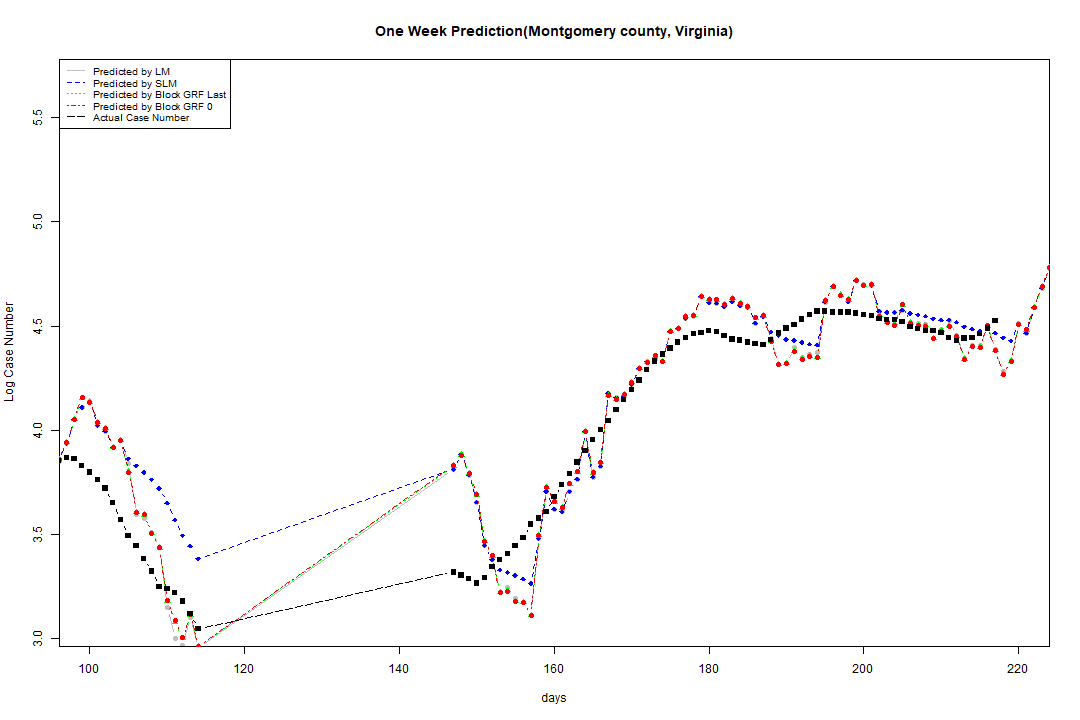 One Week Prediction(Montgomery county, Virginia)
Predicted by LM
Predicted by SLM
Predicted by Block GRF Last
Predicted by Block GRF 0
Actual Case Number
5.5
5.0
4.5
4.0
3.5
3.0
Log Case Number
100 120 140 160 180 200 220
days